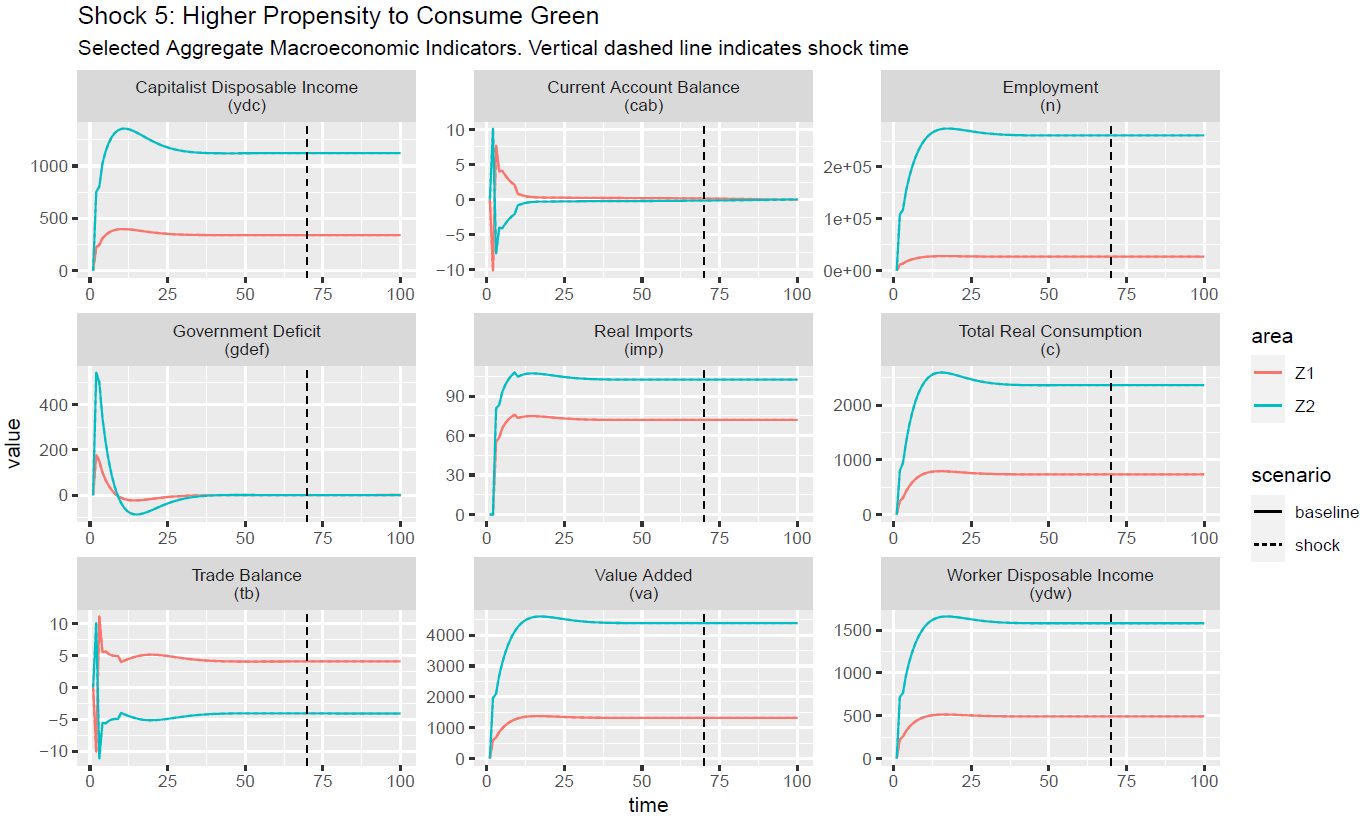 Shock 5: Higher Propensity to Consume Green
Selected Aggregate Macroeconomic Indicators. Vertical dashed line indicates shock time
Capitalist Disposable Income
(ydc)
1000
500
0
0 25 50 75 100
Current Account Balance
(cab)
10
5
0
−5
−10
0 25 50 75 100
Employment
(n)
2e+05
1e+05
0e+00
0 25 50 75 100
Government Deficit
(gdef)
400
200
0
0 25 50 75 100
Real Imports
(imp)
90
60
30
0
0 25 50 75 100
Total Real Consumption
(c)
2000
1000
0
0 25 50 75 100
Trade Balance
(tb)
10
5
0
−5
−10
0 25 50 75 100
Value Added
(va)
4000
3000
2000
1000
0
0 25 50 75 100
Worker Disposable Income
(ydw)
1500
1000
500
0
0 25 50 75 100
value
time
area
Z1
Z2
scenario
baseline
shock